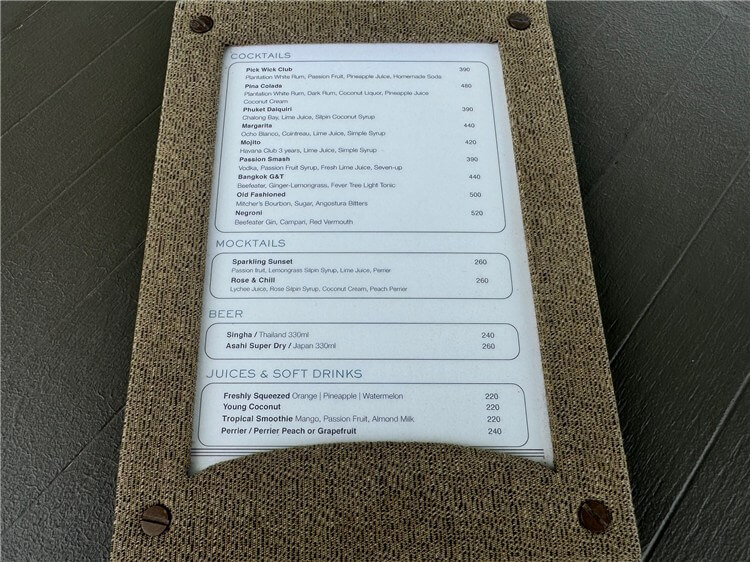 COCKTAILS
Pick Wick Club 390
Plantation White Rum, Passion Fruit, Pineapple Juice, Homemade Soda
Pina Colada 480
Plantation White Rum, Dark Rum, Coconut Liquor, Pineapple Juice
Coconut Cream
Phuket Daiquiri 390
Chalong Bay, Lime Juice, Silpin Coconut Syrup
Margarita 440
Ocho Blanco, Cointreau, Lime Juice, Simple Syrup
Mojito 420
Havana Club 3 years, Lime Juice, Simple Syrup
Passion Smash 390
Vodka, Passion Fruit Syrup, Fresh Lime Juice, Seven-up
Bangkok G&T 440
Beefeater, Ginger-Lemongrass, Fever Tree Light Tonic
Old Fashioned 500
Mitcher's Bourbon, Sugar, Angostura Bitters
Negroni 520
Beefeater Gin, Campari, Red Vermouth
MOCKTAILS
Sparkling Sunset 260
Passion fruit, Lemongrass Silpin Syrup, Lime Juice, Perrier
Rose & Chill 260
Lychee Juice, Rose Silpin Syrup, Coconut Cream, Peach Perrier
BEER
Singha / Thailand 330ml 240
Asahi Super Dry / Japan 330ml 260
JUICES & SOFT DRINKS
Freshly Squeezed Orange | Pineapple | Watermelon 220
Young Coconut 220
Tropical Smoothie Mango, Passion Fruit, Almond Milk 220
Perrier / Perrier Peach or Grapefruit 240